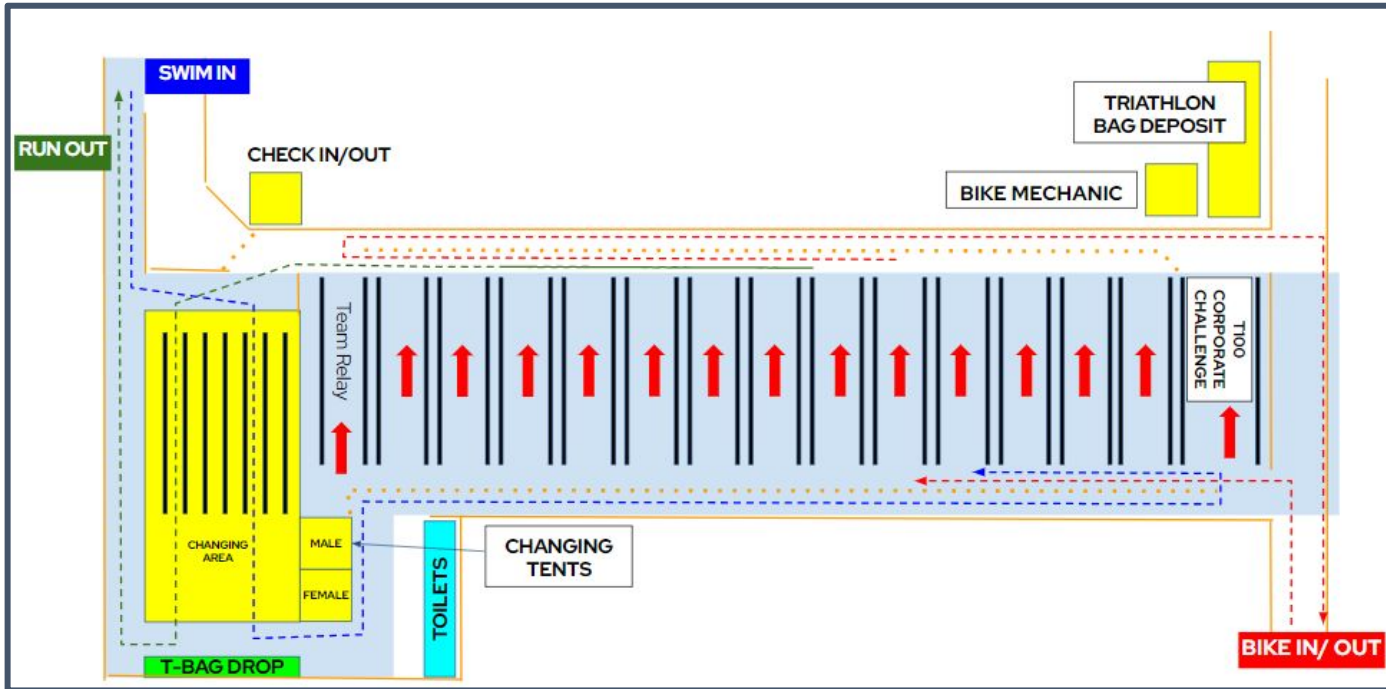 SWIM IN
RUN OUT
CHECK IN/OUT
TRIATHLON
BAG DEPOSIT
BIKE MECHANIC
Team Relay
T100
CORPORATE
CHALLENGE
CHANGING
AREA
MALE
FEMALE
CHANGING
TENTS
TOILETS
T-BAG DROP
BIKE IN/ OUT